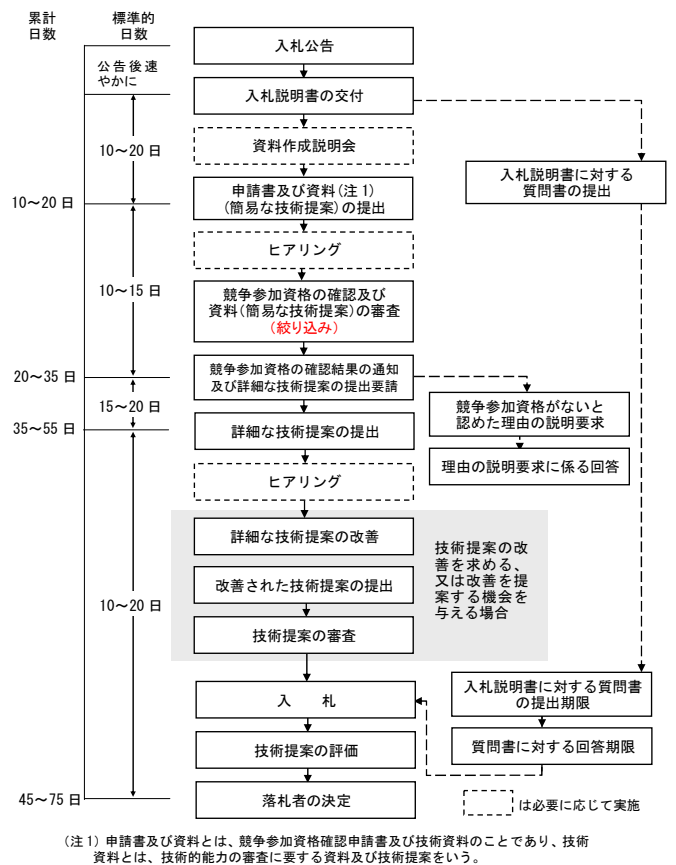 累計
日数
標準的
日数
入札公告
公告後速
やかに
入札説明書の交付
10～20 日
資料作成説明会
入札説明書に対する
質問書の提出
申請書及び資料(注1)
(簡易な技術提案)の提出
10～20 日
ヒアリング
10～15 日
競争参加資格の確認及び
資料(簡易な技術提案)の審査
(絞り込み)
競争参加資格の確認結果の通知
及び詳細な技術提案の提出要請
20～35 日
15～20 日
競争参加資格がないと
認めた理由の説明要求
35～55 日
詳細な技術提案の提出
理由の説明要求に係る回答
ヒアリング
詳細な技術提案の改善
技術提案の改
善を求める、
又は改善を提
案する機会を
与える場合
改善された技術提案の提出
10～20 日
技術提案の審査
入札説明書に対する質問書
の提出期限
入　札
質問書に対する回答期限
技術提案の評価
落札者の決定
45～75 日
は必要に応じて実施
(注1) 申請書及び資料とは、競争参加資格確認申請書及び技術資料のことであり、技術
資料とは、技術的能力の審査に要する資料及び技術提案をいう。